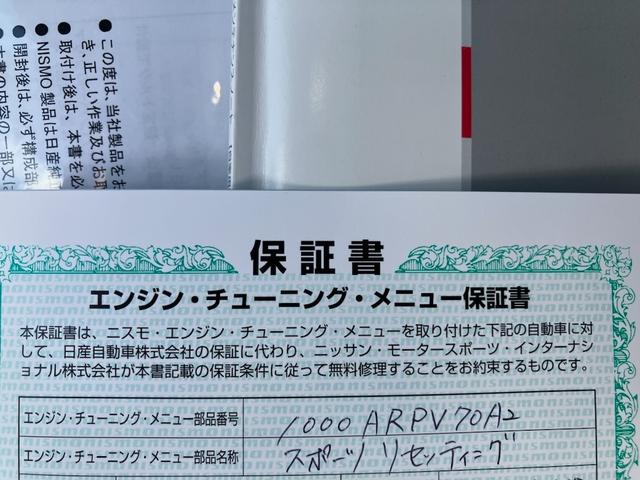 ●この度は、当社製品をお
き、正しい作業及びお取
●取付け後は、本書を必
●NISMO製品は日産純
●開封後は、必ず構成部
●本書の内容の一部又は
保証書
エンジン・チューニング・メニュー保証書
本保証書は、ニスモ・エンジン・チューニング・メニューを取り付けた下記の自動車に対
して、日産自動車株式会社の保証に代わり、ニッサン・モータースポーツ・インターナシ
ョナル株式会社が本書記載の保証条件に従って無料修理することをお約束するものです。
エンジン・チューニング・メニュー部品番号 1000ARPV70A2
エンジン・チューニング・メニュー部品名称 スポーツリセッティング